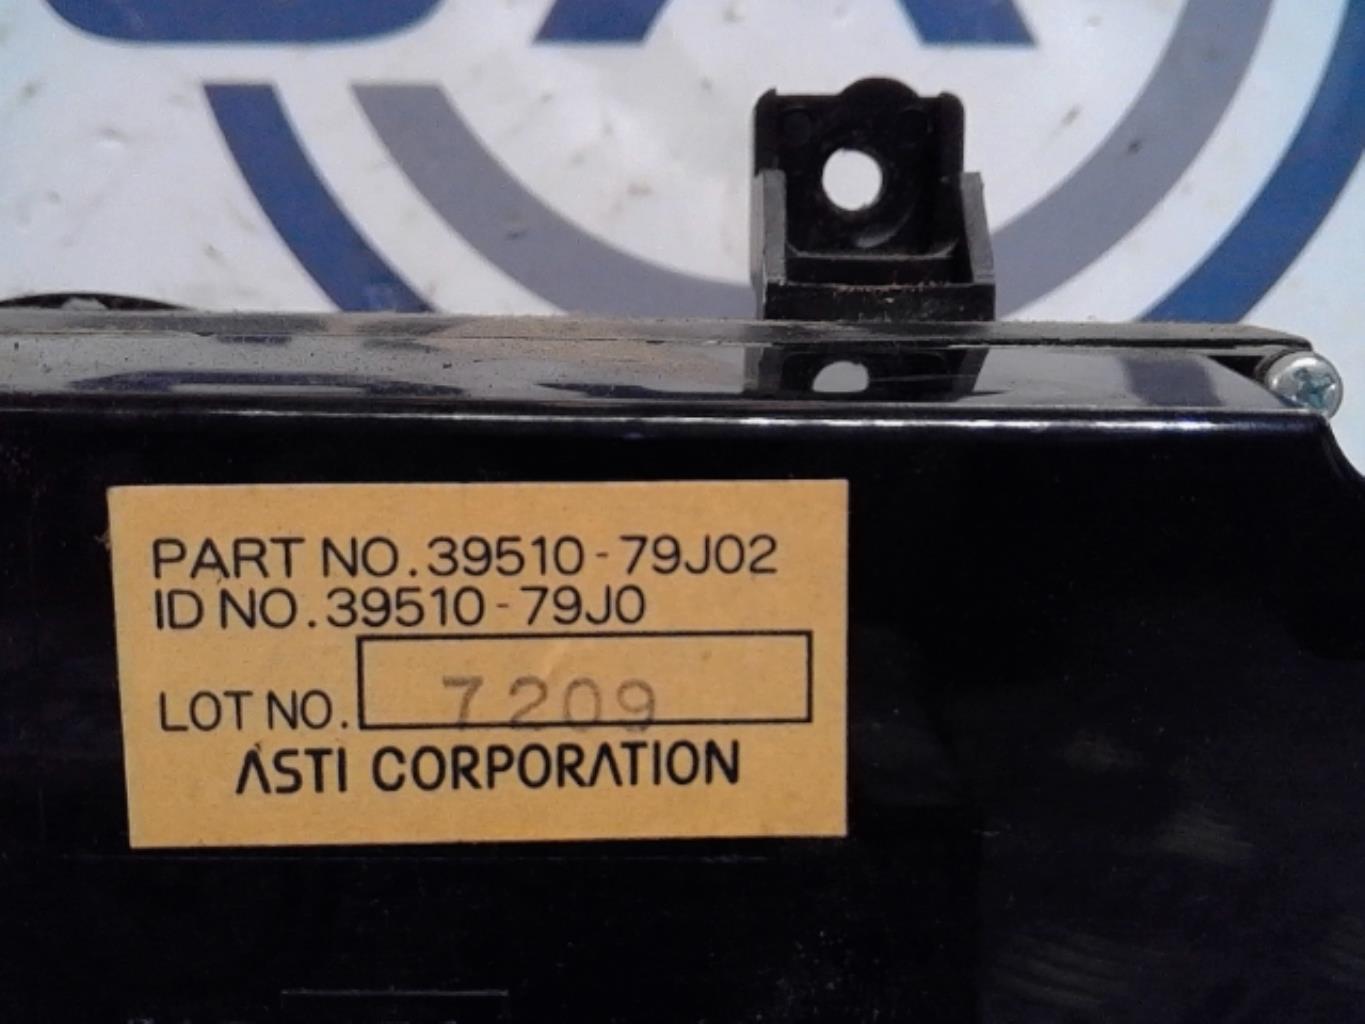 PART NO.39510-79J02
ID NO.39510-79J0
LOT NO. 7209
ASTI CORPORATION